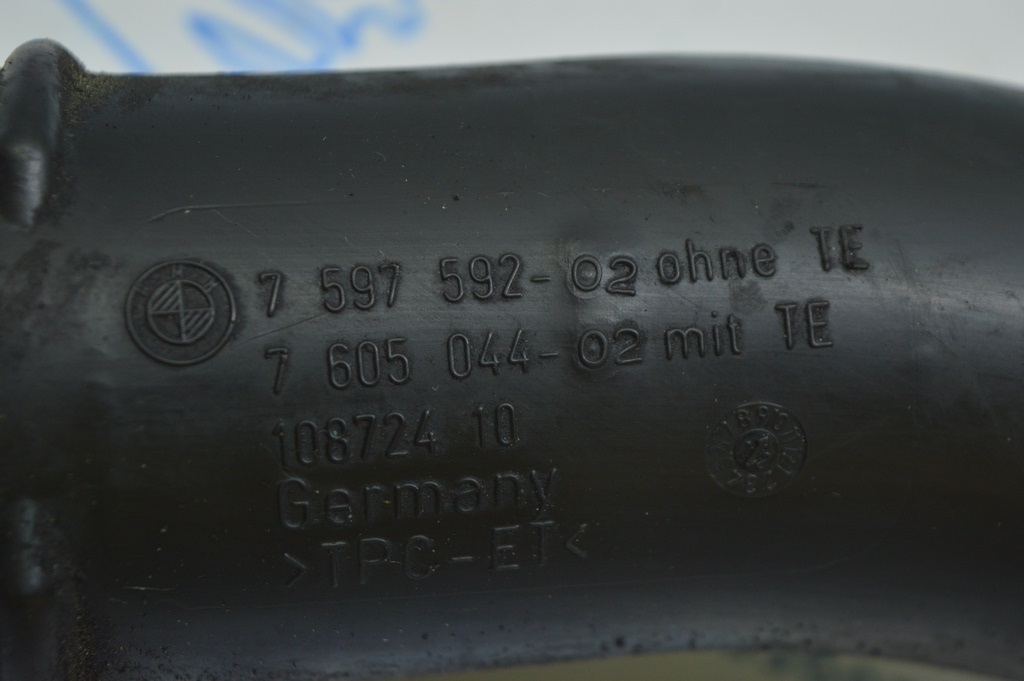 7 597 592-02 ohne TE
7 605 044-02 mit TE
108724 10
Germany
>TPC-ET<